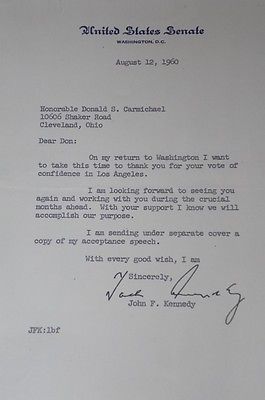 United States Senate
WASHINGTON, D.C.
August 12, 1960
Honorable Donald S. Carmichael
10606 Shaker Road
Cleveland, Ohio
Dear Don:
On my return to Washington I want
to take this time to thank you for your vote of
confidence in Los Angeles.
I am looking forward to seeing you
again and working with you during the crucial
months ahead. With your support I know we will
accomplish our purpose.
I am sending under separate cover a
copy of my acceptance speech.
With every good wish, I am
Sincerely,
Jack Kennedy
John F. Kennedy
JFK:lbf